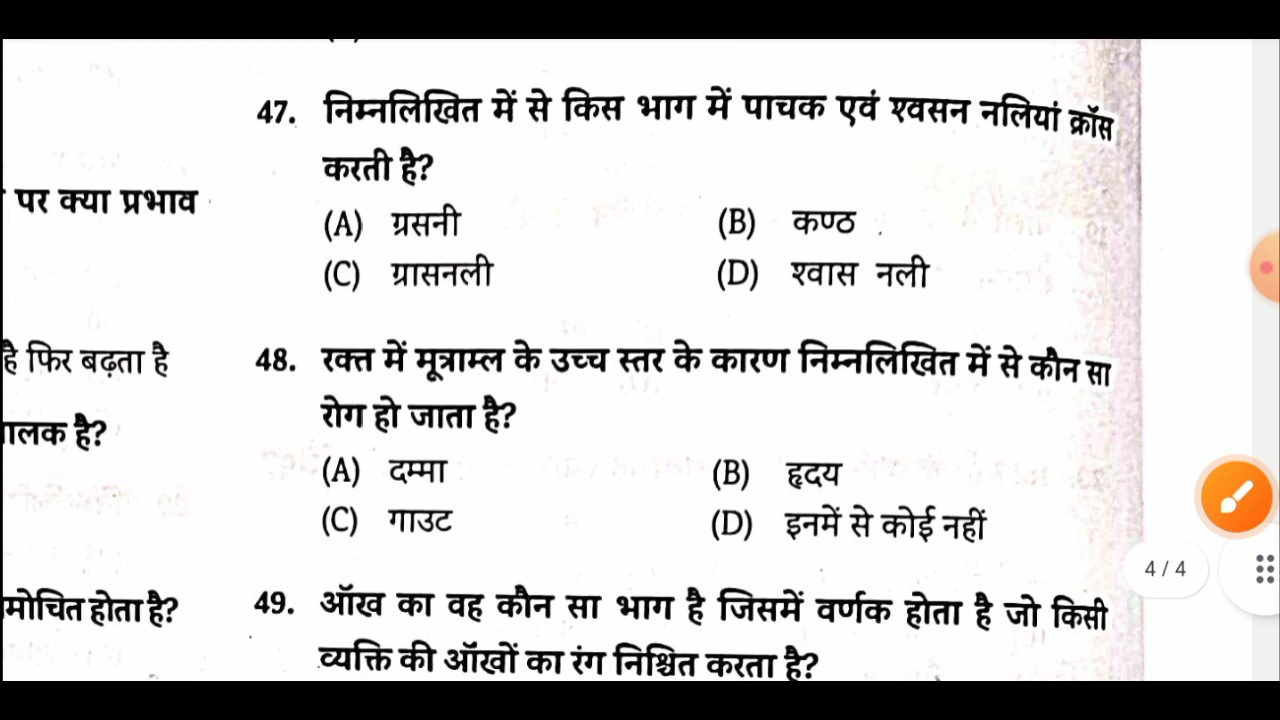 पर क्या प्रभाव
है फिर बढ़ता है
मोचित होता है?
47. निम्नलिखित में से किस भाग में पाचक एवं श्वसन नलियां क्रॉस
करती है?
(A) ग्रसनी (B) कण्ठ
(C) ग्रासनली (D) श्वास नली
48. रक्त में मूत्राम्ल के उच्च स्तर के कारण निम्नलिखित में से कौन सा
रोग हो जाता है?
(A) दम्मा (B) हृदय
(C) गाउट (D) इनमें से कोई नहीं
49. ऑख का वह कौन सा भाग है जिसमें वर्णक होता है जो किसी
व्यक्ति की ऑखों का रंग निश्चित करता है?
4 / 4